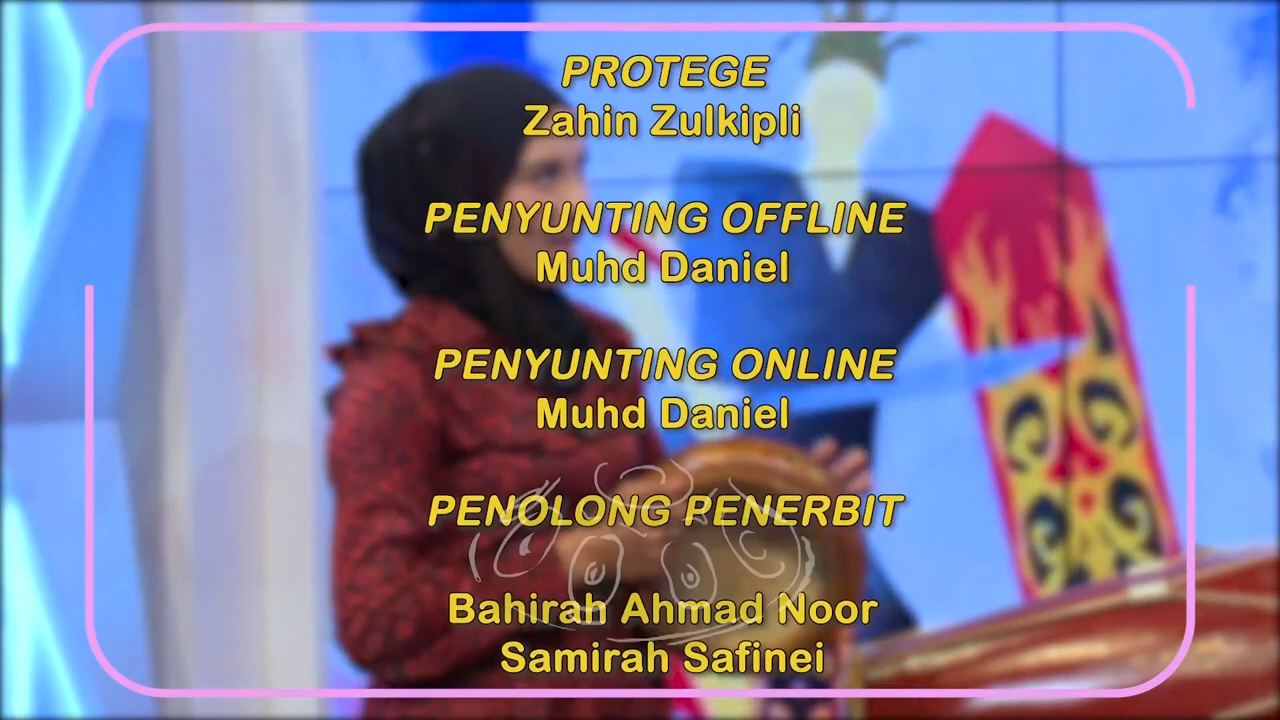 PROTEGE
Zahin Zulkipli
PENYUNTING OFFLINE
Muhd Daniel
PENYUNTING ONLINE
Muhd Daniel
PENOLONG PENERBIT
Bahirah Ahmad Noor
Samirah Safinei